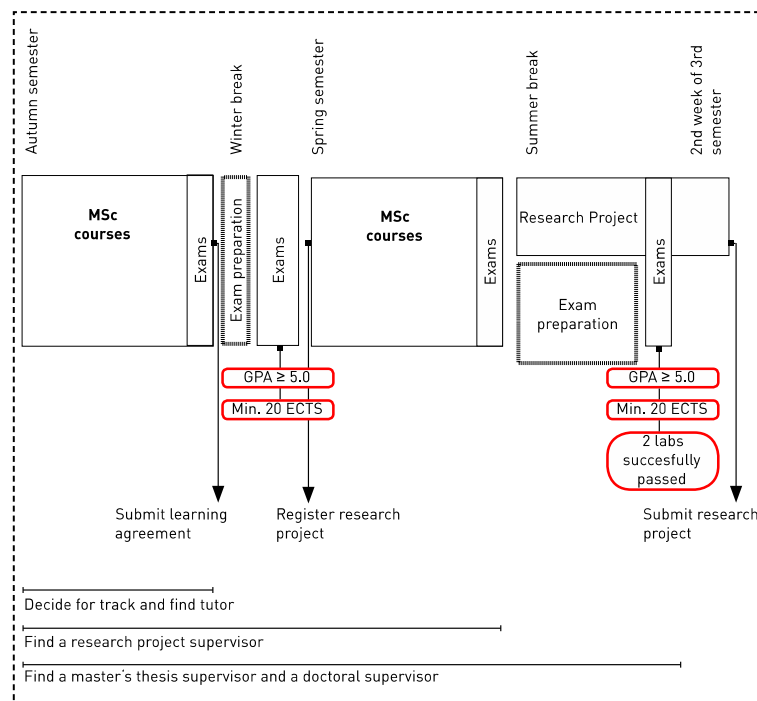 Autumn semester
Winter break
Spring semester
Summer break
2nd week of 3rd
semester
MSc
courses
Exams
Exam preparation
Exams
MSc
courses
Exams
Research Project
Exam
preparation
Exams
GPA ≥ 5.0
Min. 20 ECTS
GPA ≥ 5.0
Min. 20 ECTS
2 labs
succesfully
passed
Submit learning
agreement
Register research
project
Submit research
project
Decide for track and find tutor
Find a research project supervisor
Find a master´s thesis supervisor and a doctoral supervisor